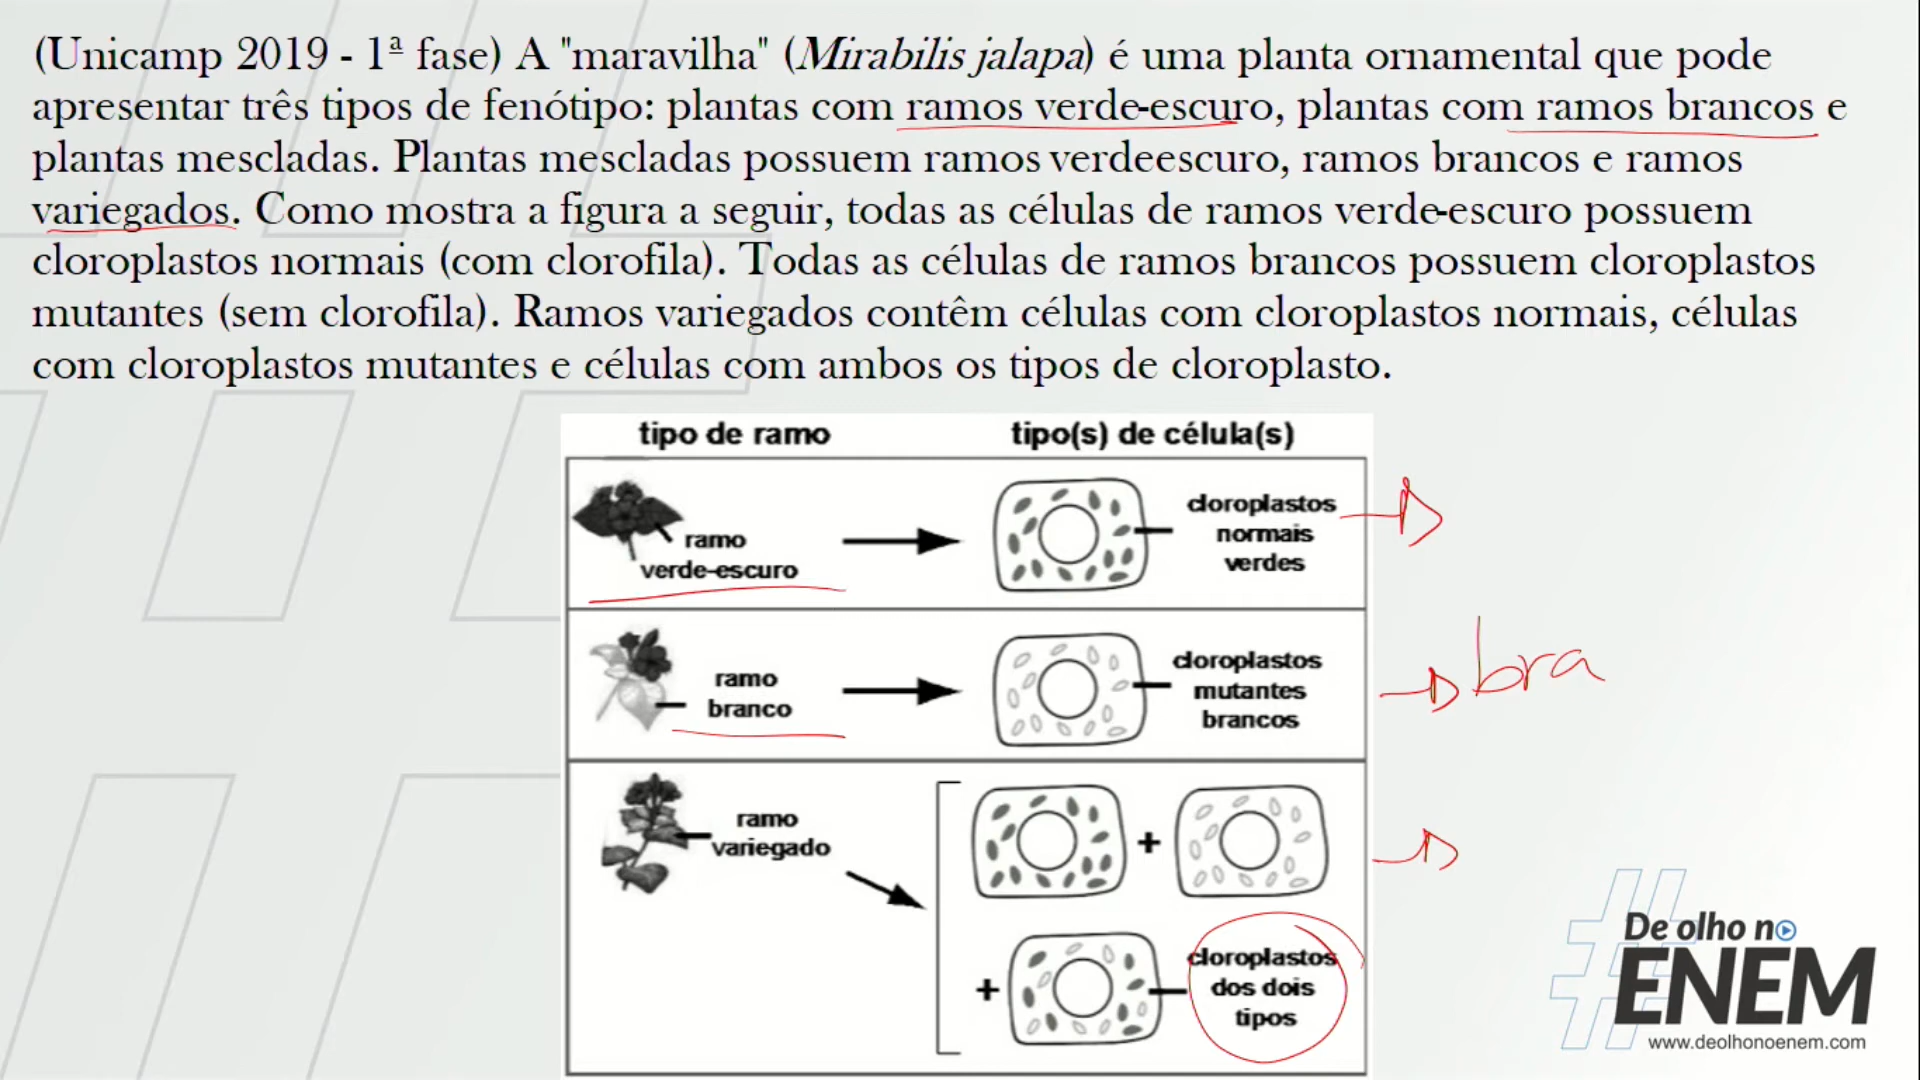 (Unicamp 2019 - 1ª fase) A "maravilha" (Mirabilis jalapa) é uma planta ornamental que pode
apresentar três tipos de fenótipo: plantas com ramos verde-escuro, plantas com ramos brancos e
plantas mescladas. Plantas mescladas possuem ramos verdeescuro, ramos brancos e ramos
variegados. Como mostra a figura a seguir, todas as células de ramos verde-escuro possuem
cloroplastos normais (com clorofila). Todas as células de ramos brancos possuem cloroplastos
mutantes (sem clorofila). Ramos variegados contêm células com cloroplastos normais, células
com cloroplastos mutantes e células com ambos os tipos de cloroplasto.
tipo de ramo
tipo(s) de célula(s)
ramo
verde-escuro
cloroplastos
normais
verdes
ramo
branco
cloroplastos
mutantes
brancos
bra
ramo
variegado
+
+
cloroplastos
dos dois
tipos
De olho no
ENEM
www.deolhonoenem.com